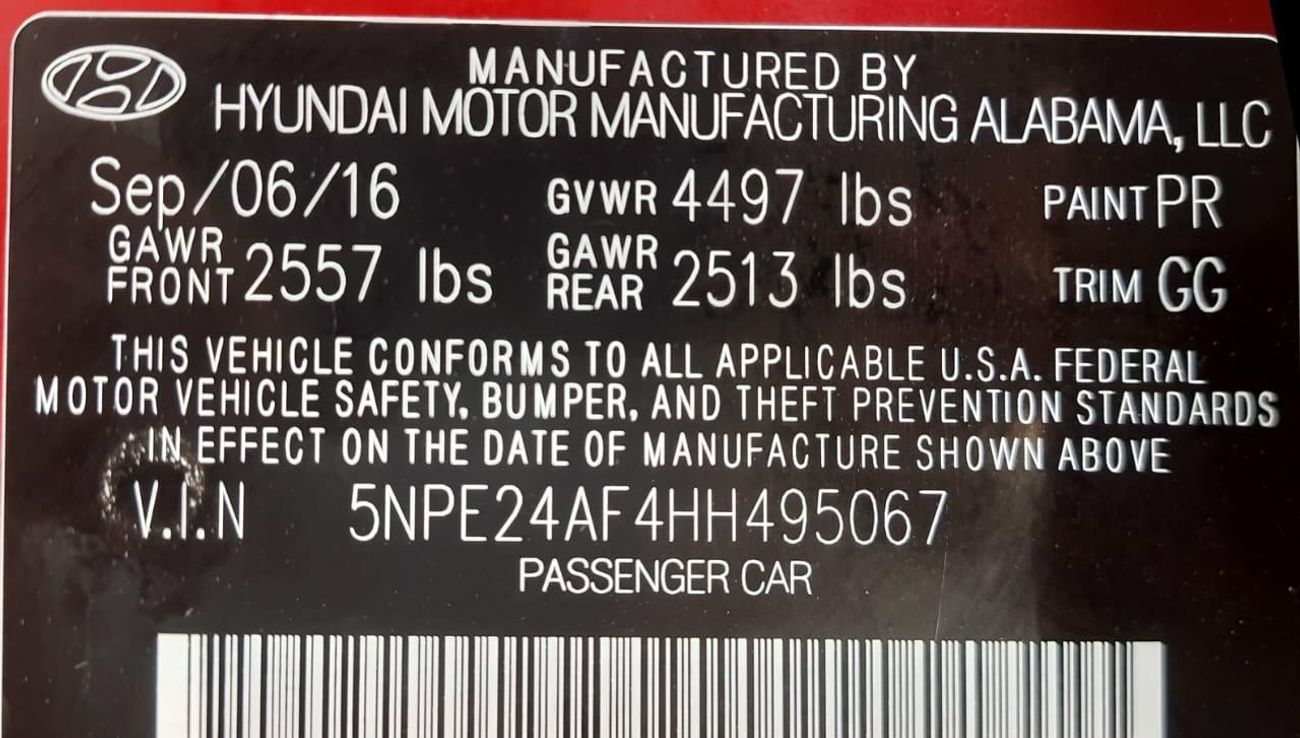 MANUFACTURED BY
HYUNDAI MOTOR MANUFACTURING ALABAMA, LLC
Sep/06/16 GVWR 4497 lbs PAINT PR
GAWR FRONT 2557 lbs GAWR REAR 2513 lbs TRIM GG
THIS VEHICLE CONFORMS TO ALL APPLICABLE U.S.A. FEDERAL
MOTOR VEHICLE SAFETY, BUMPER, AND THEFT PREVENTION STANDARDS
IN EFFECT ON THE DATE OF MANUFACTURE SHOWN ABOVE
V.I.N 5NPE24AF4HH495067
PASSENGER CAR